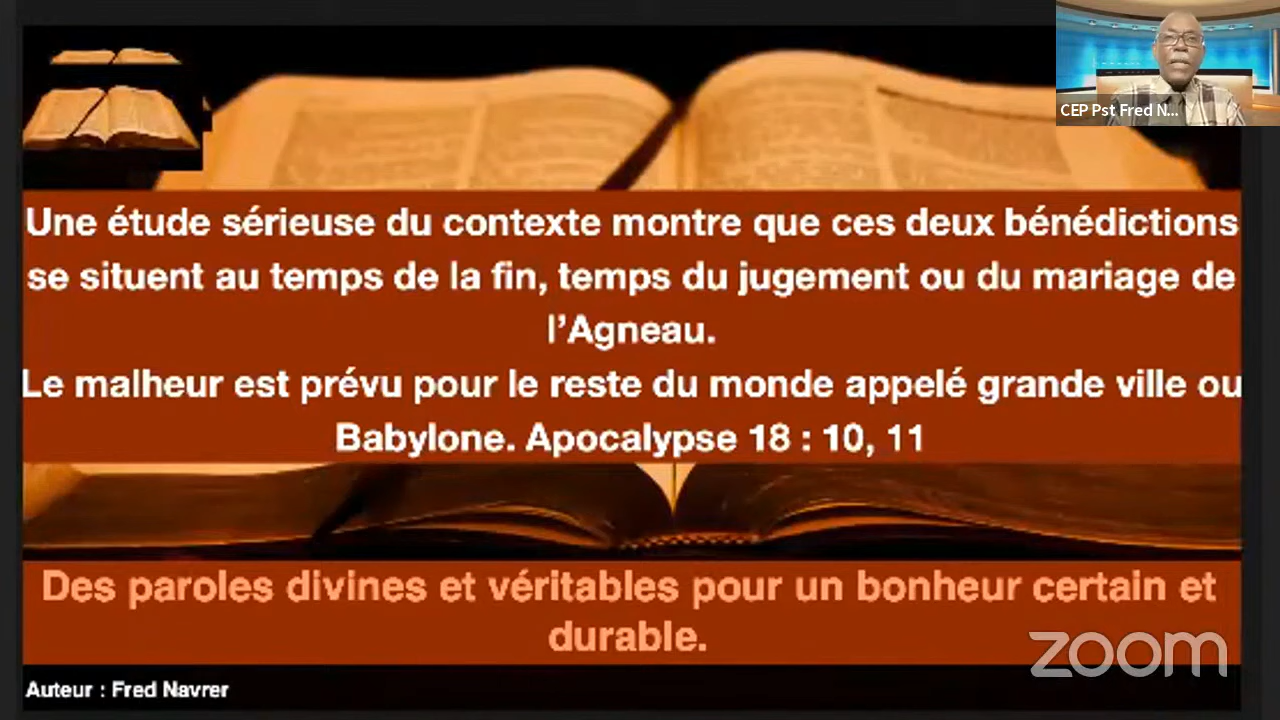 CEP Pst Fred N...
Une étude sérieuse du contexte montre que ces deux bénédictions
se situent au temps de la fin, temps du jugement ou du mariage de
l'Agneau.
Le malheur est prévu pour le reste du monde appelé grande ville ou
Babylone. Apocalypse 18 : 10, 11
Des paroles divines et véritables pour un bonheur certain et
durable.
zoom
Auteur : Fred Navrer